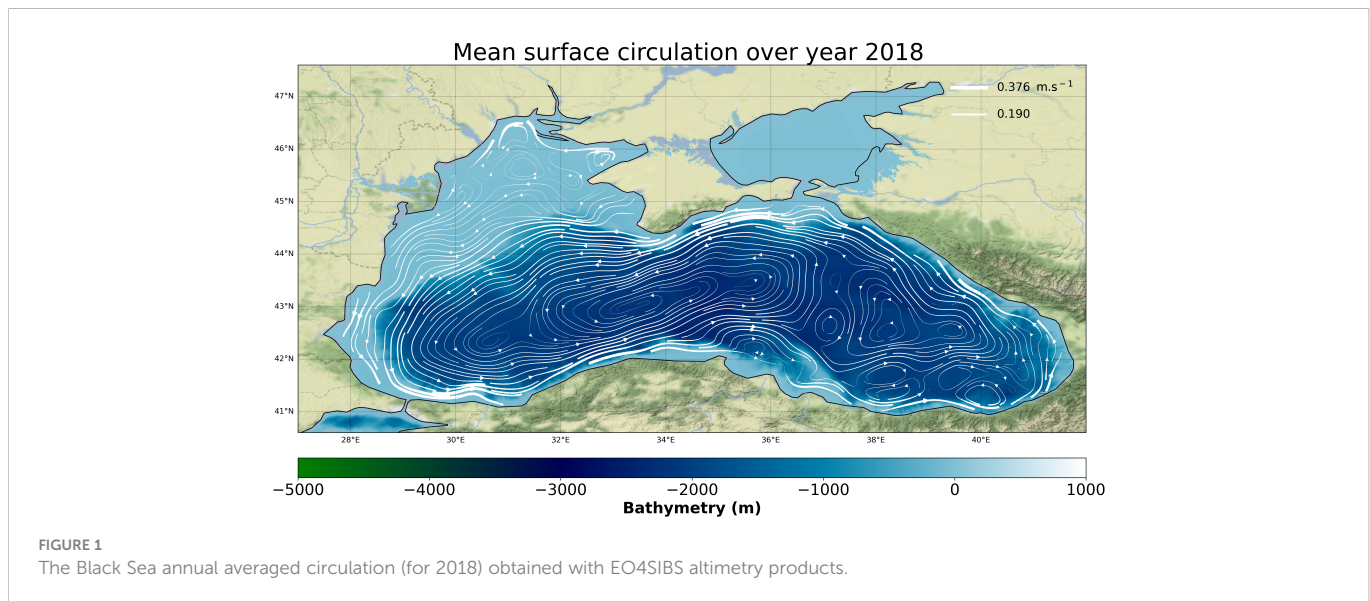 Mean surface circulation over year 2018
0.376 m.s⁻¹
0.190
47°N
46°N
45°N
44°N
43°N
42°N
41°N
28°E 30°E 32°E 34°E 36°E 38°E 40°E
−5000 −4000 −3000 −2000 −1000 0 1000
Bathymetry (m)
FIGURE 1
The Black Sea annual averaged circulation (for 2018) obtained with EO4SIBS altimetry products.